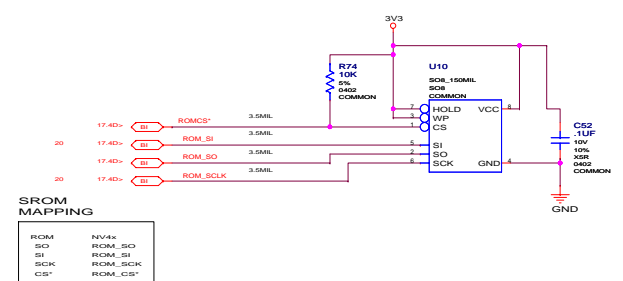 3V3
R74
10K
5%
0402
COMMON
U10
SO8_150MIL
SO8
COMMON
7 HOLD VCC 8
3 WP
1 CS
5 SI
2 SO
6 SCK GND 4
C52
.1UF
10V
10%
X5R
0402
COMMON
GND
17.4D> BI ROMCS* 3.5MIL
20 17.4D> BI ROM_SI 3.5MIL
17.4D> BI ROM_SO 3.5MIL
20 17.4D> BI ROM_SCLK 3.5MIL
SROM
MAPPING
ROM NV4x
SO ROM_SO
SI ROM_SI
SCK ROM_SCK
CS* ROM_CS*